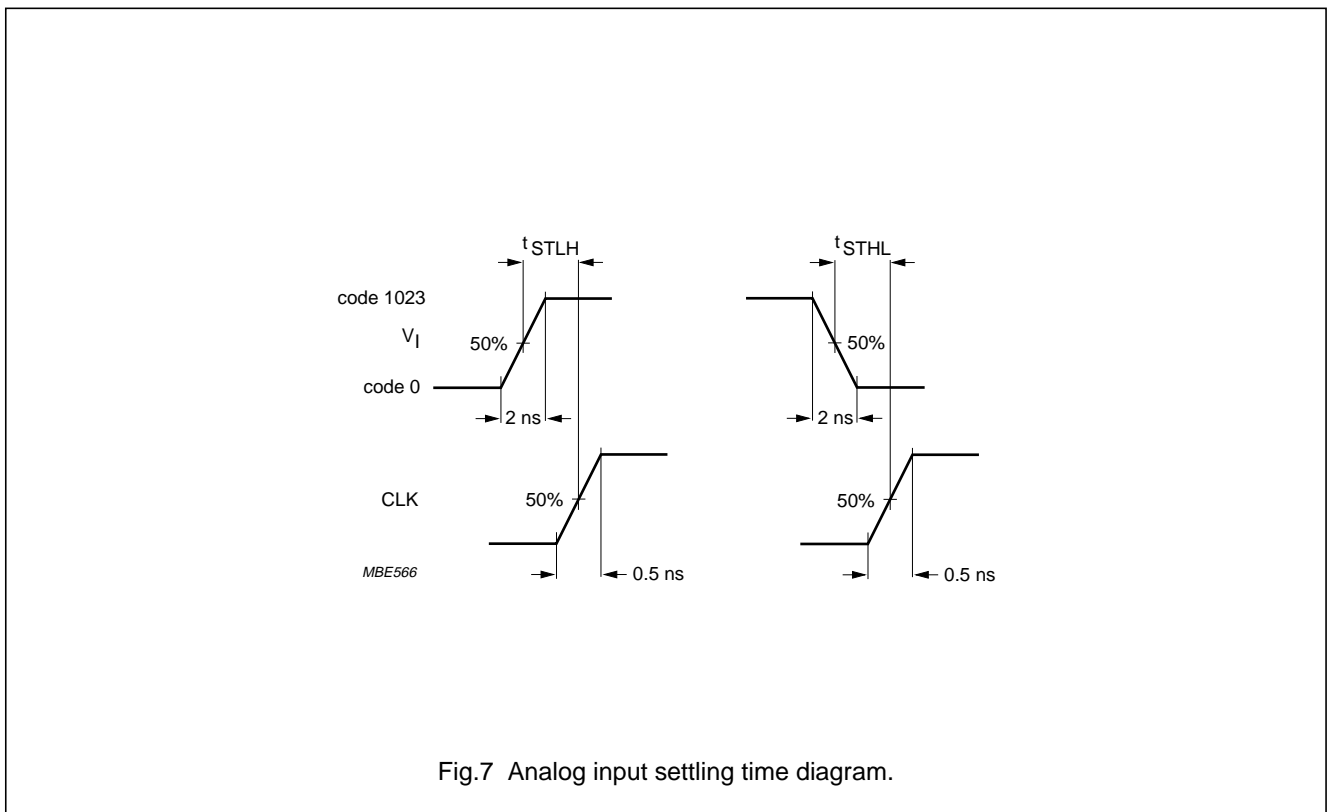 t STLH
t STHL
code 1023
VI
50%
50%
code 0
2 ns
2 ns
CLK
50%
50%
MBE566
0.5 ns
0.5 ns
Fig.7 Analog input settling time diagram.